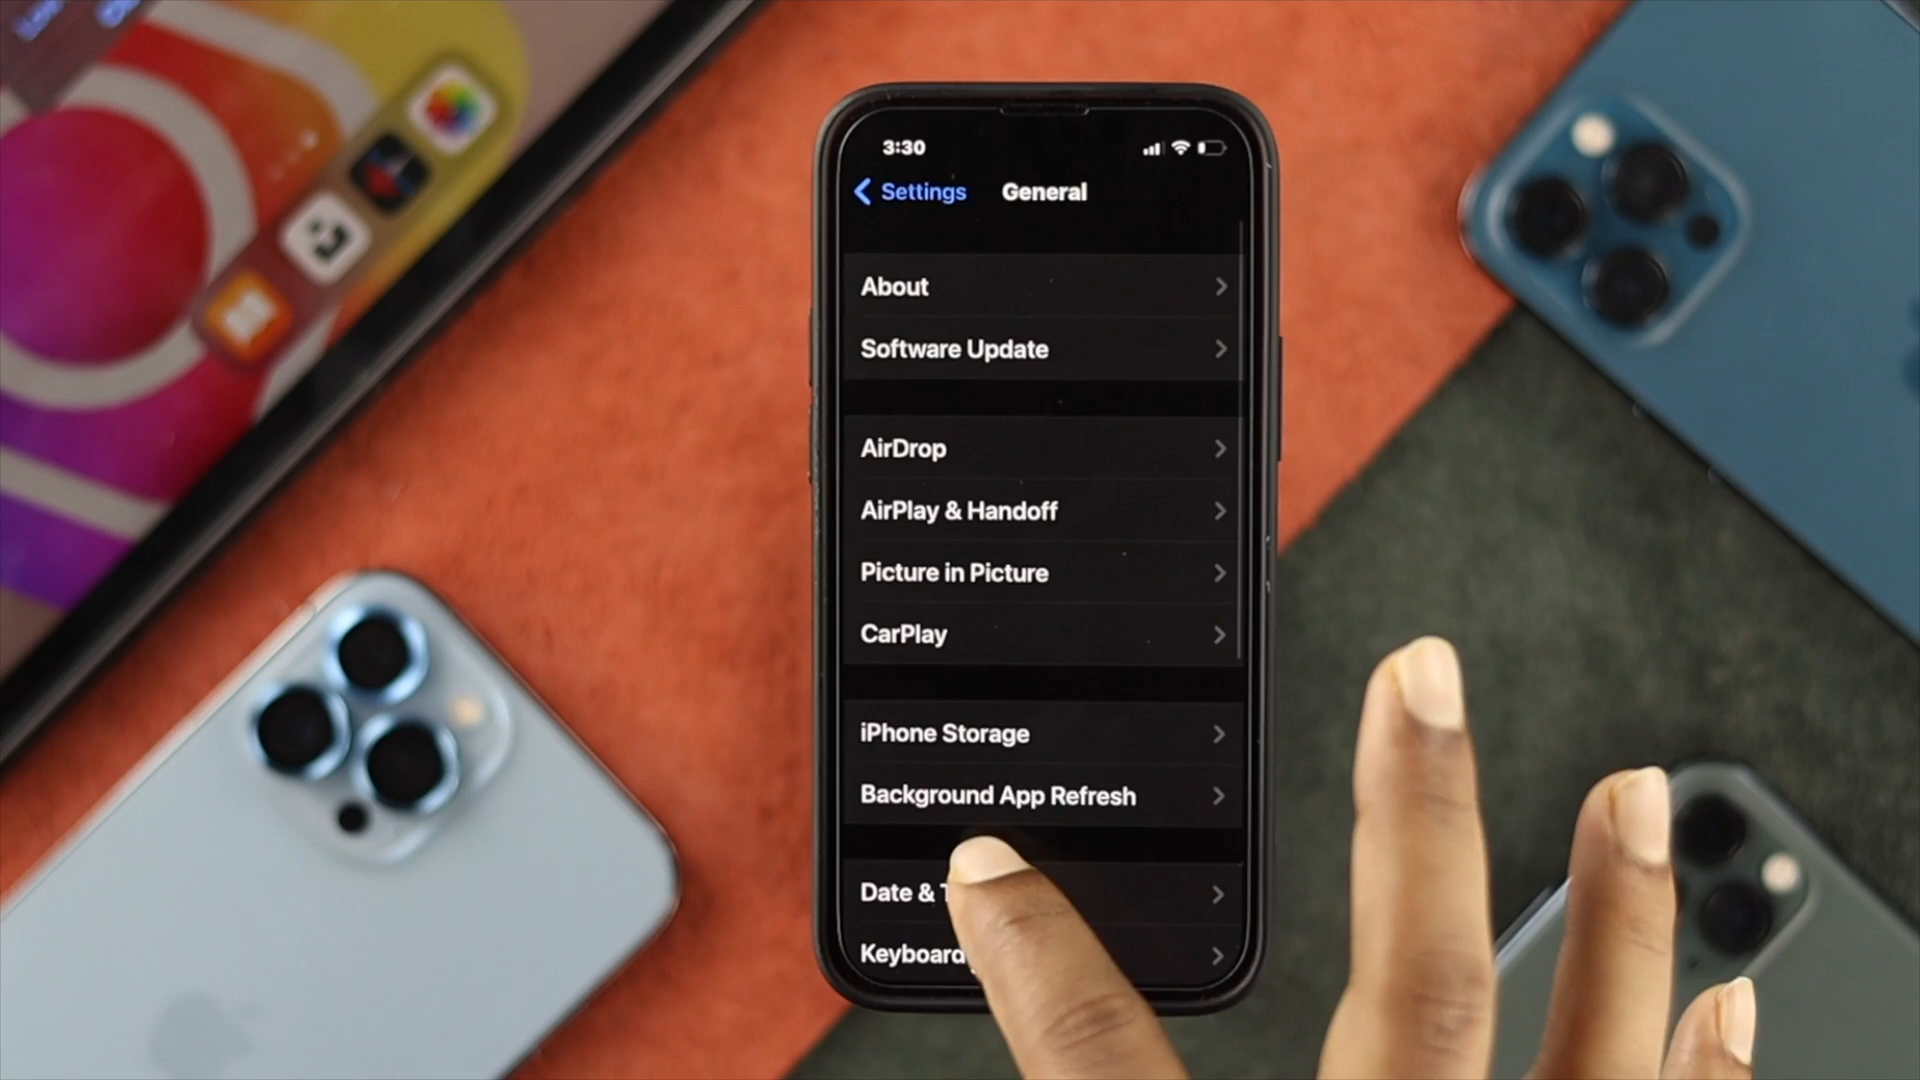 3:30
Settings General
About
Software Update
AirDrop
AirPlay & Handoff
Picture in Picture
CarPlay
iPhone Storage
Background App Refresh
Date &
Keyboard